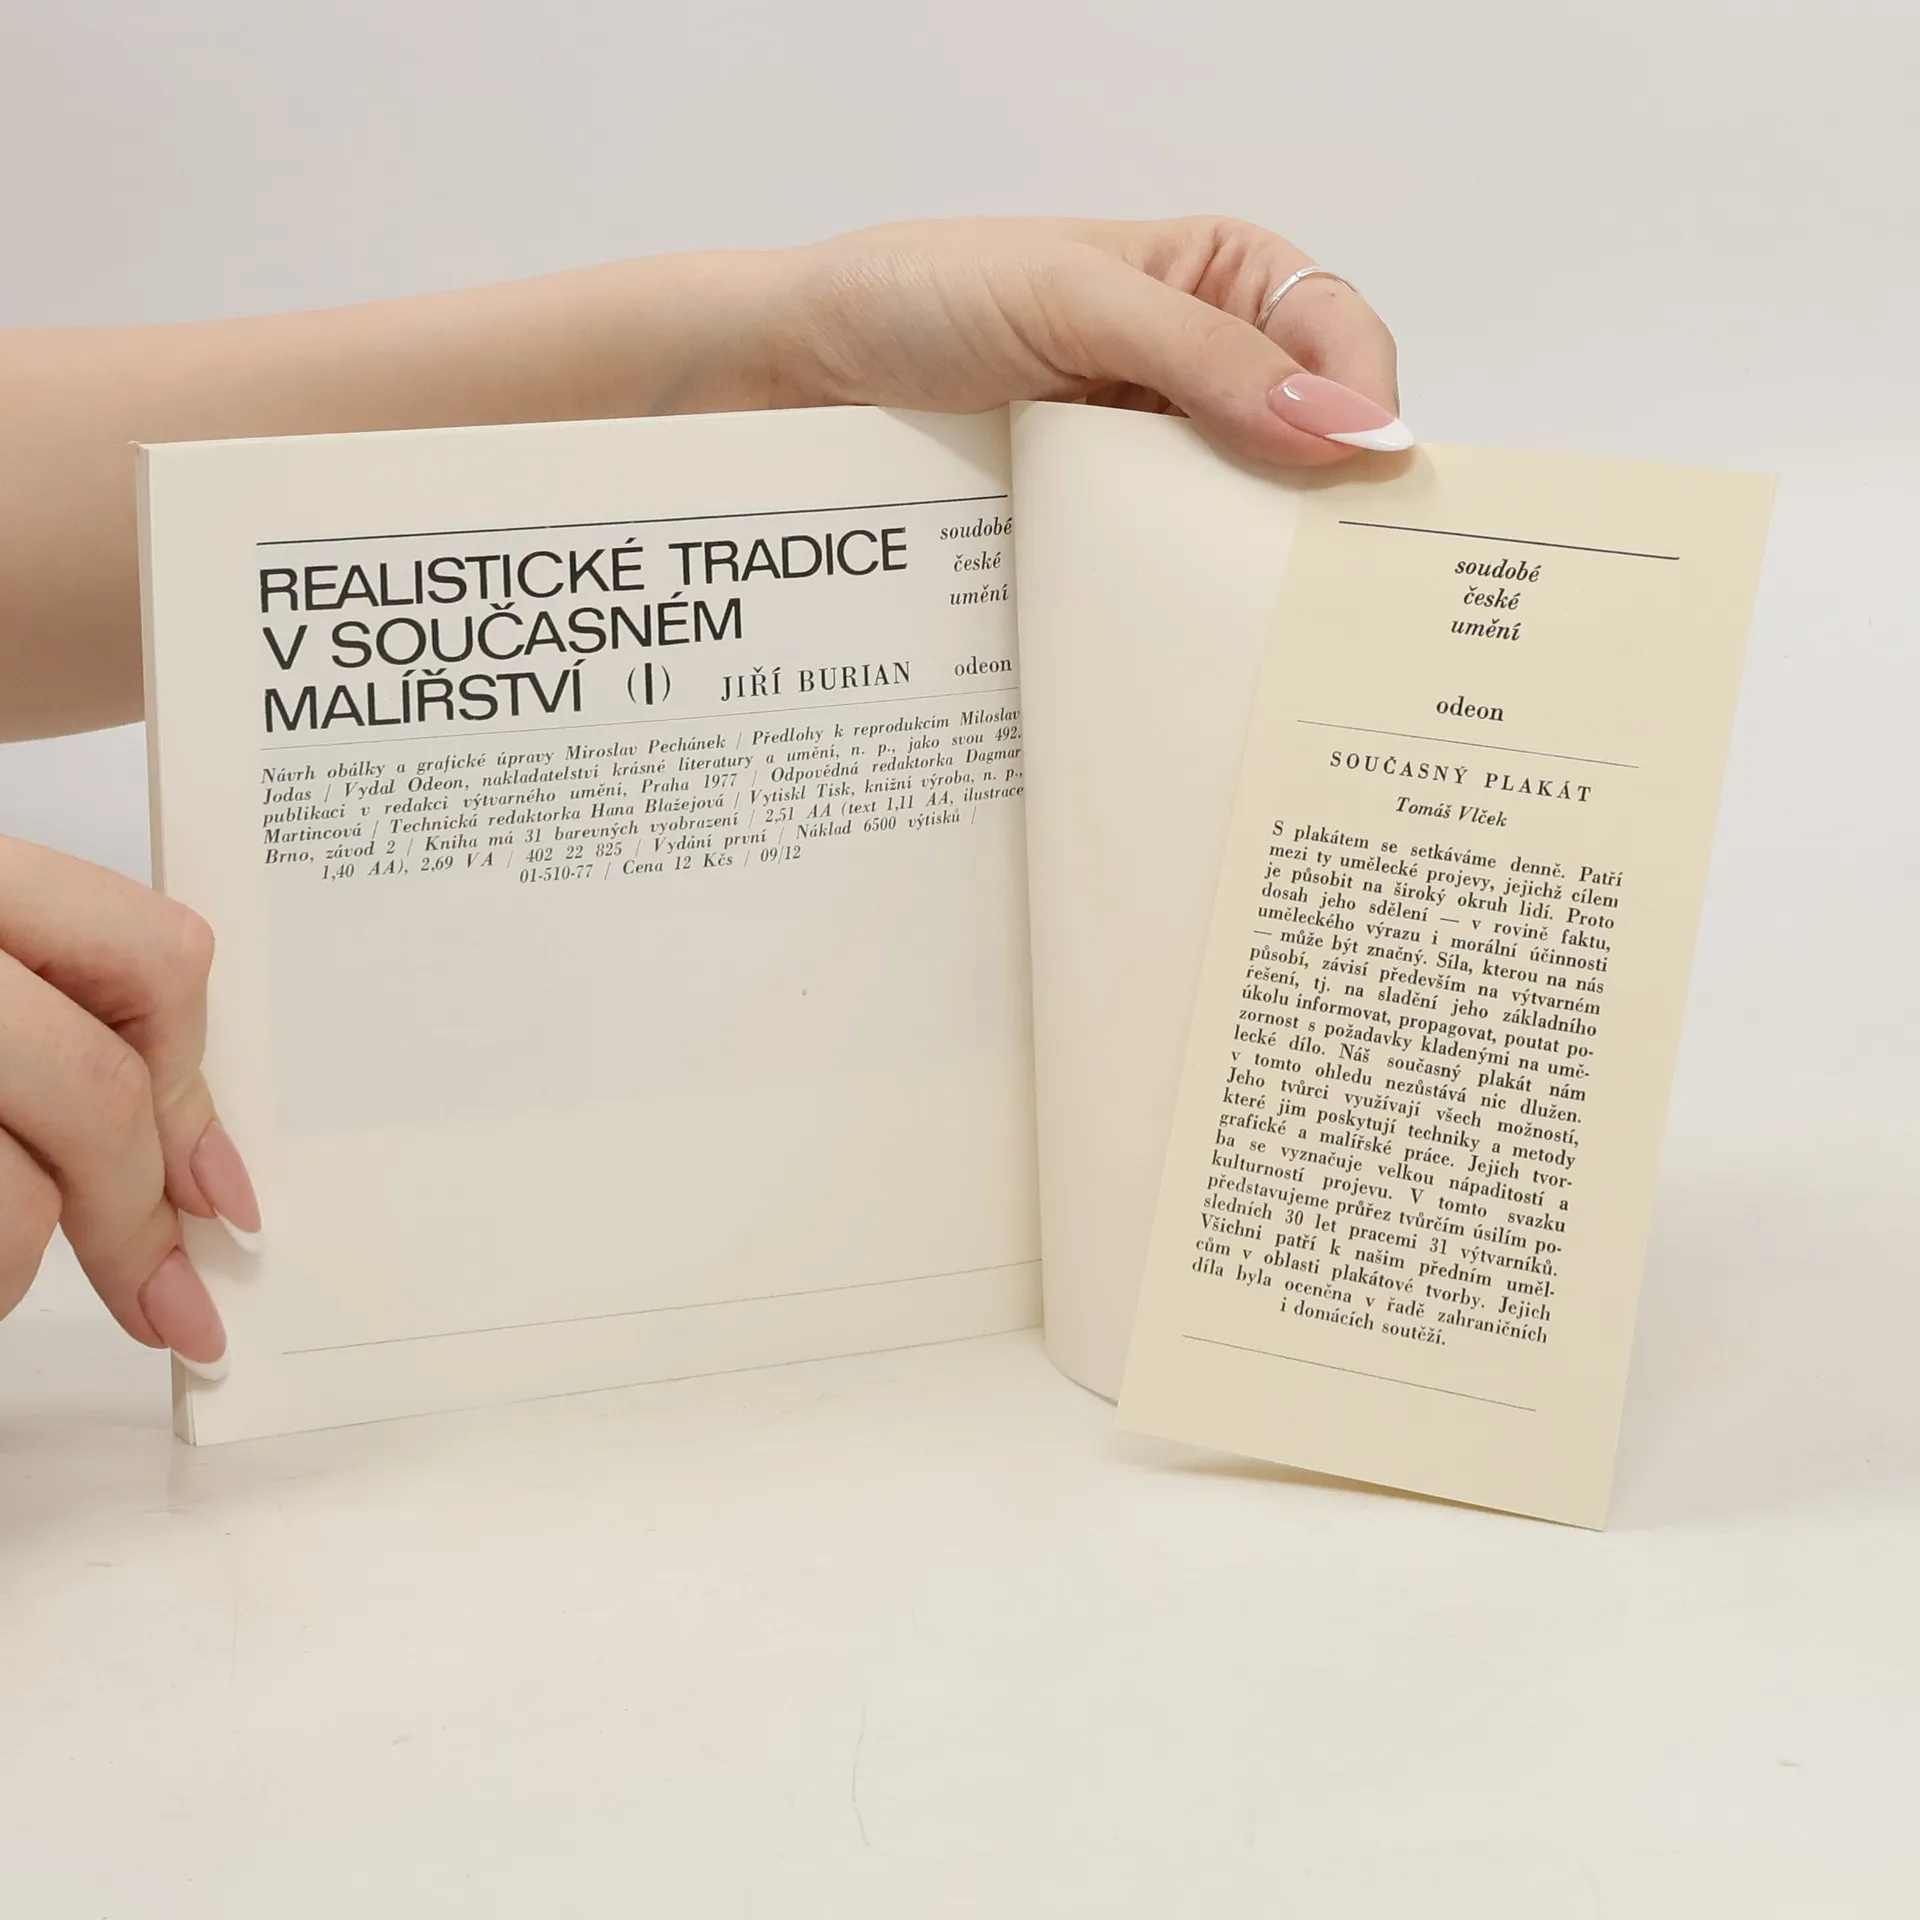 REALISTICKÉ TRADICE
V SOUČASNÉM
MALÍŘSTVÍ (I) JIŘÍ BURIAN
soudobé
české
umění
odeon
Návrh obálky a grafické úpravy Miroslav Pechánek / Předlohy k reprodukcím Miloslav
Jodas / Vydal Odeon, nakladatelství krásné literatury a umění, n. p., jako svou 492.
publikaci v redakci výtvarného umění, Praha 1977 / Odpovědná redaktorka Dagmar
Martincová / Technická redaktorka Hana Blažejová / Vytiskl Tisk, knižní výroba, n. p.,
Brno, závod 2 / Kniha má 31 barevných vyobrazení / 2,51 AA (text 1,11 AA, ilustrace
1,40 AA), 2,69 VA / 402 22 825 / Vydání první / Náklad 6500 výtisků /
01-510-77 / Cena 12 Kčs / 09/12
soudobé
české
umění
odeon
SOUČASNÝ PLAKÁT
Tomáš Vlček
S plakátem se setkáváme denně. Patří
mezi ty umělecké projevy, jejichž cílem
je působit na široký okruh lidí. Proto
dosah jeho sdělení — v rovině faktu,
uměleckého výrazu i morální účinnosti
— může být značný. Síla, kterou na nás
působí, závisí především na výtvarném
řešení, tj. na sladění jeho základního
úkolu informovat, propagovat, poutat po-
zornost s požadavky kladenými na umě-
lecké dílo. Náš současný plakát nám
v tomto ohledu nezůstává nic dlužen.
Jeho tvůrci využívají všech možností,
které jim poskytují techniky a metody
grafické a malířské práce. Jejich tvor-
ba se vyznačuje velkou nápaditostí a
kulturností projevu. V tomto svazku
představujeme průřez tvůrčím úsilím po-
sledních 30 let pracemi 31 výtvarníků.
Všichni patří k našim předním uměl-
cům v oblasti plakátové tvorby. Jejich
díla byla oceněna v řadě zahraničních
i domácích soutěží.